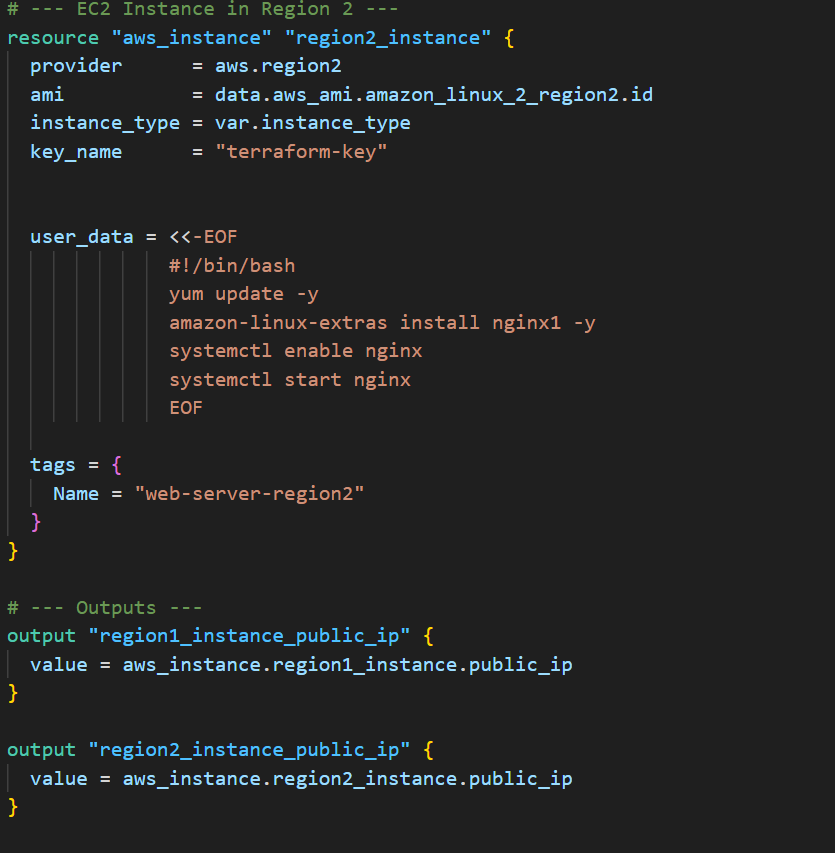 # --- EC2 Instance in Region 2 ---
resource "aws_instance" "region2_instance" {
  provider      = aws.region2
  ami           = data.aws_ami.amazon_linux_2_region2.id
  instance_type = var.instance_type
  key_name      = "terraform-key"
  user_data = <<-EOF
              #!/bin/bash
              yum update -y
              amazon-linux-extras install nginx1 -y
              systemctl enable nginx
              systemctl start nginx
              EOF
  tags = {
    Name = "web-server-region2"
  }
}
# --- Outputs ---
output "region1_instance_public_ip" {
  value = aws_instance.region1_instance.public_ip
}
output "region2_instance_public_ip" {
  value = aws_instance.region2_instance.public_ip
}